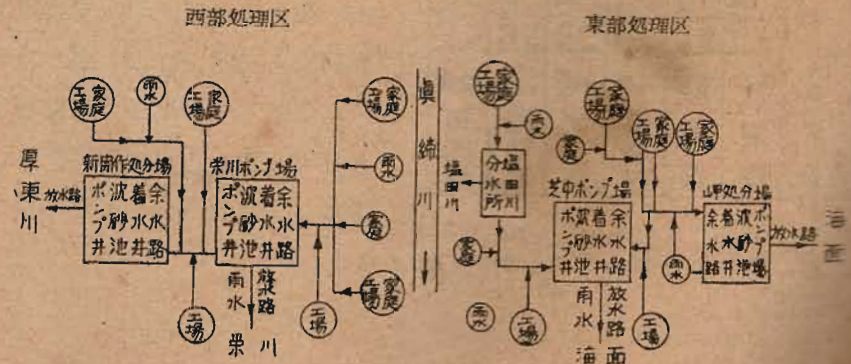 西部処理区
東部処理区
家庭
工場
雨水
家庭
工場
家庭
工場
雨水
家庭
家庭
工場
工場
工場
新開作処分場
余水路
着水井
沈砂池
ポンプ井
放水路
厚東川
栄川ポンプ場
余水路
着水井
沈砂池
ポンプ井
雨水
放水路
栄川
真締川
家庭
工場
雨水
塩田川
分水所
塩田川
家庭
雨水
工場
家庭
工場
家庭
家庭
工場
家庭
工場
芝中ポンプ場
余水路
着水井
沈砂池
ポンプ井
雨水
放水路
海面
工場
雨水
処分場
ポンプ場
沈砂池
着水井
余水路
放水路
海面